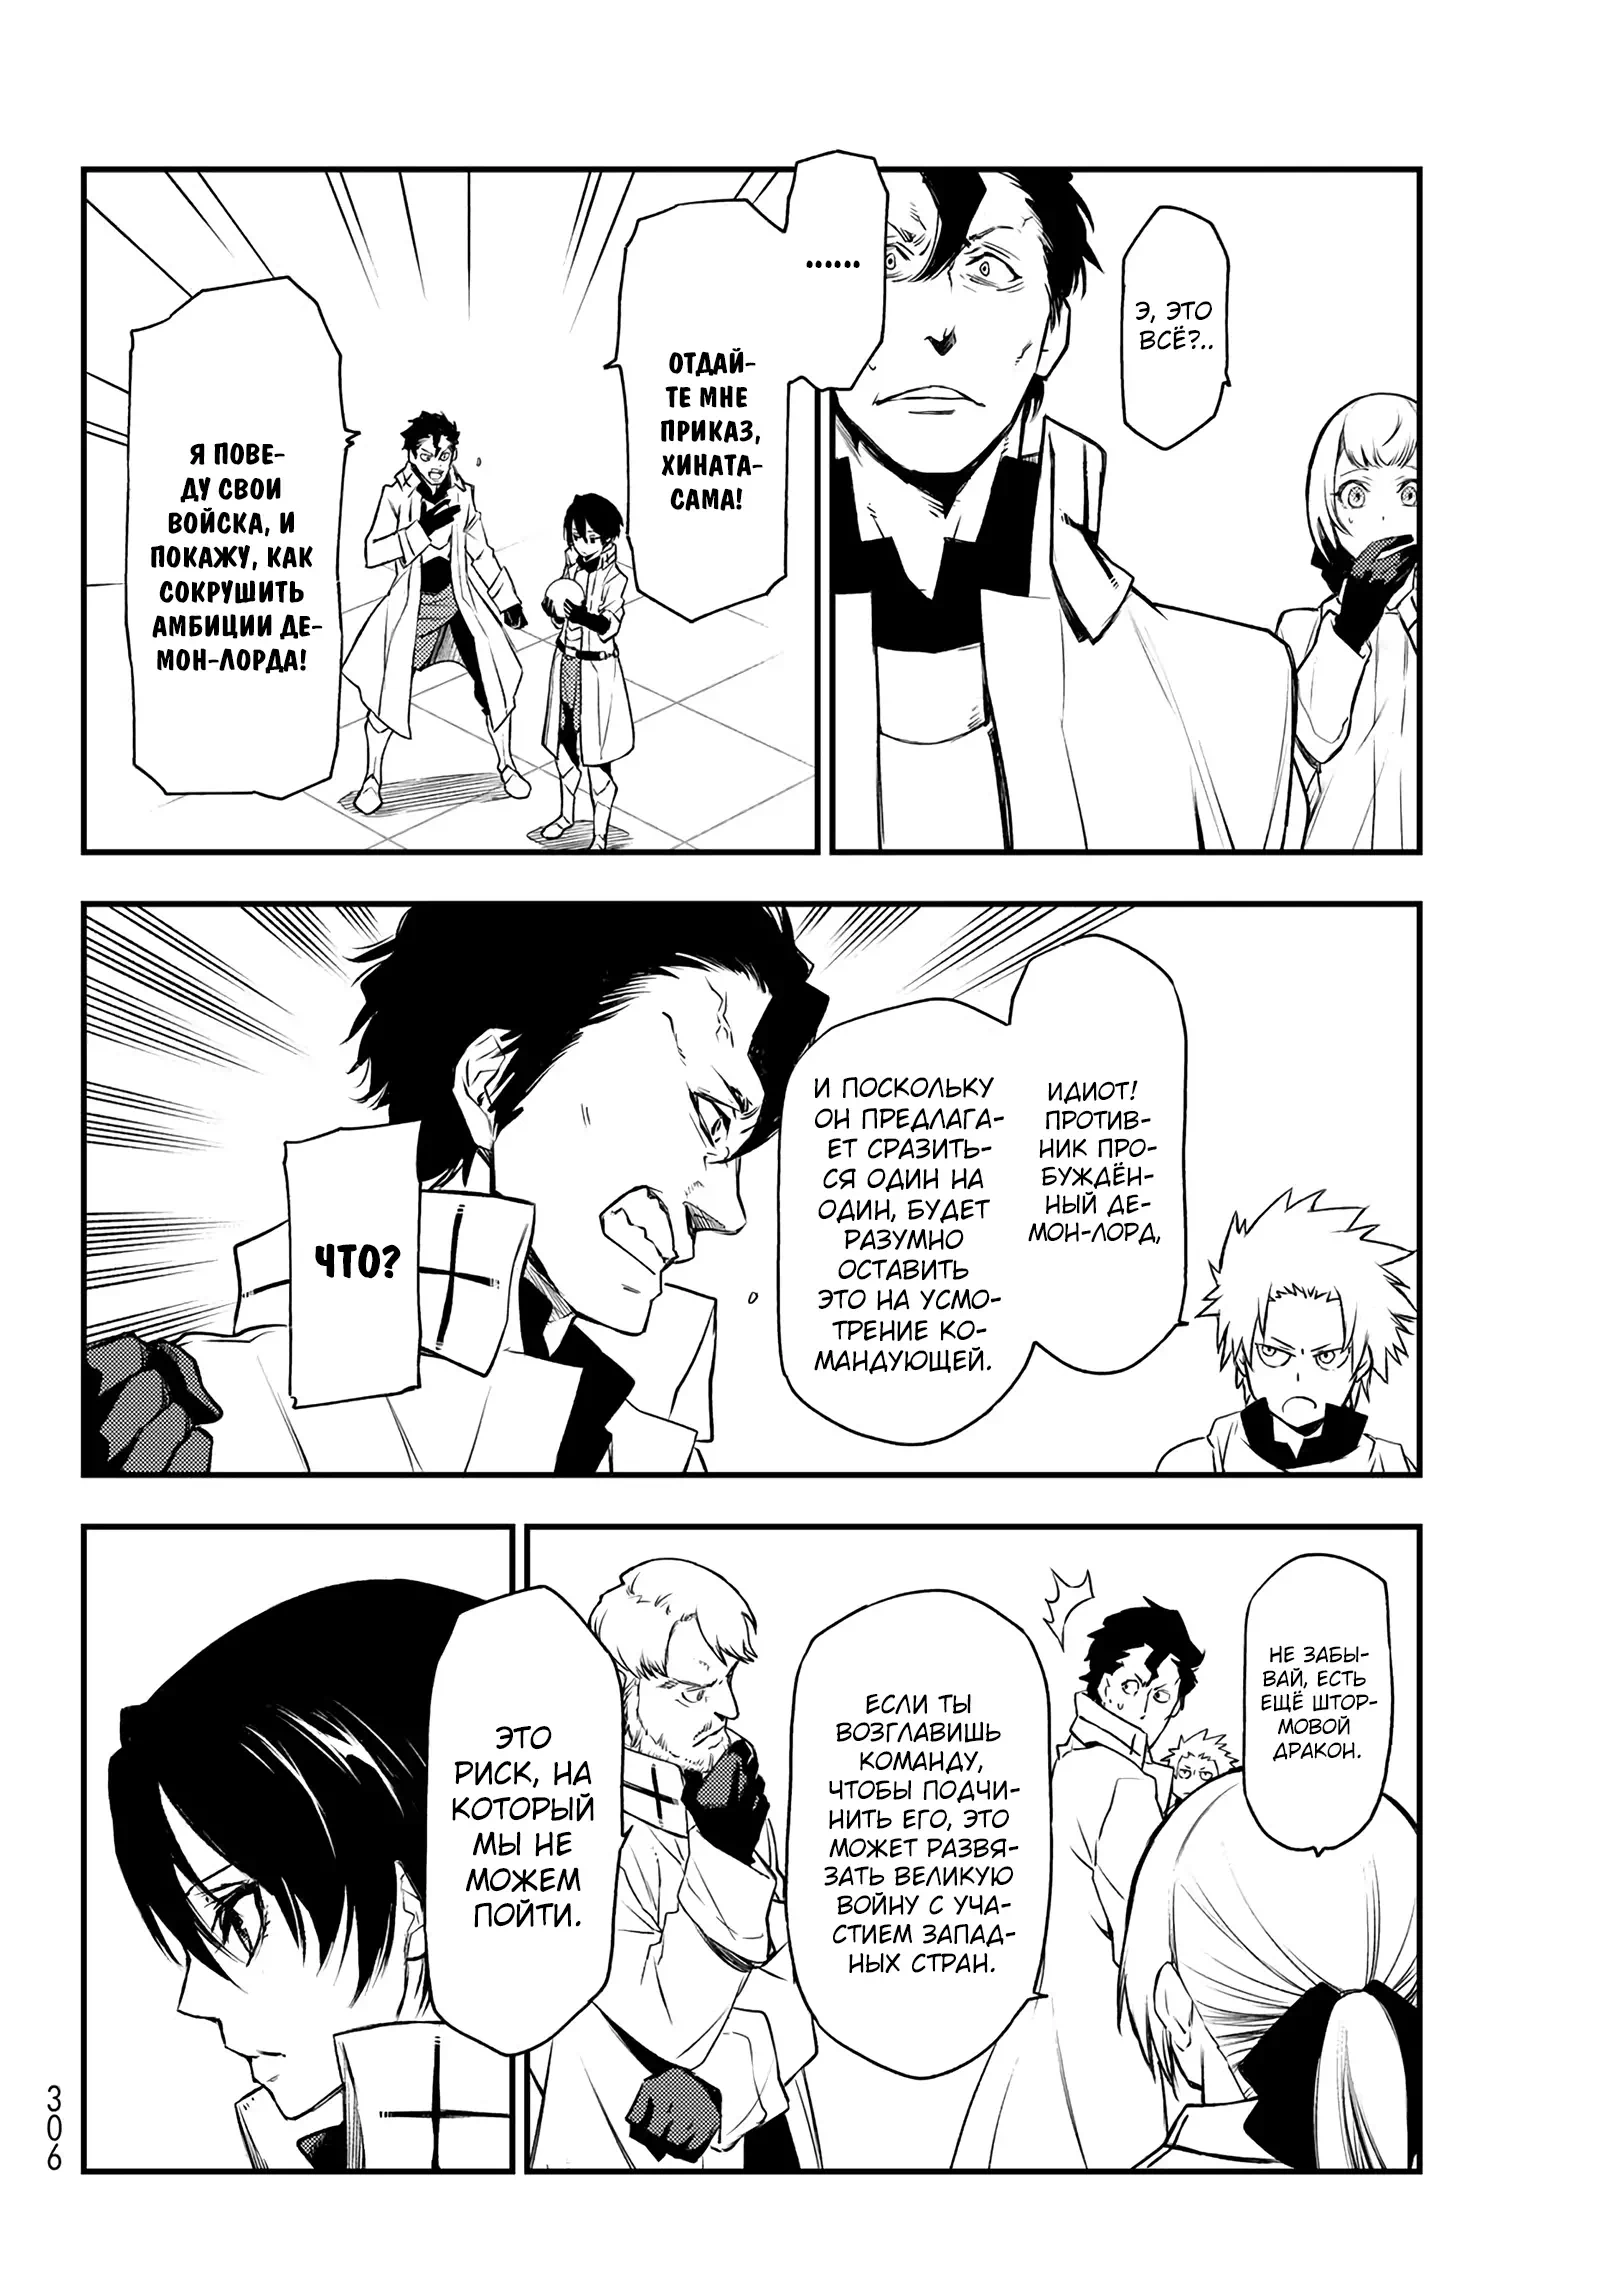 Э, ЭТО
ВСЁ?..
......
ОТДАЙ-
ТЕ МНЕ
ПРИКАЗ,
ХИНАТА-
САМА!
Я ПОВЕ-
ДУ СВОИ
ВОЙСКА, И
ПОКАЖУ, КАК
СОКРУШИТЬ
АМБИЦИИ ДЕ-
МОН-ЛОРДА!
ИДИОТ!
ПРОТИВ-
НИК ПРО-
БУЖДЁН-
НЫЙ ДЕ-
МОН-ЛОРД,
И ПОСКОЛЬКУ
ОН ПРЕДЛАГА-
ЕТ СРАЗИТЬ-
СЯ ОДИН НА
ОДИН, БУДЕТ
РАЗУМНО
ОСТАВИТЬ
ЭТО НА УСМО-
ТРЕНИЕ КО-
МАНДУЮЩЕЙ.
ЧТО?
НЕ ЗАБЫ-
ВАЙ, ЕСТЬ
ЕЩЁ ШТОР-
МОВОЙ
ДРАКОН.
ЕСЛИ ТЫ
ВОЗГЛАВИШЬ
КОМАНДУ,
ЧТОБЫ ПОДЧИ-
НИТЬ ЕГО, ЭТО
МОЖЕТ РАЗВЯ-
ЗАТЬ ВЕЛИКУЮ
ВОЙНУ С УЧА-
СТИЕМ ЗАПАД-
НЫХ СТРАН.
ЭТО
РИСК, НА
КОТОРЫЙ
МЫ НЕ
МОЖЕМ
ПОЙТИ.
306